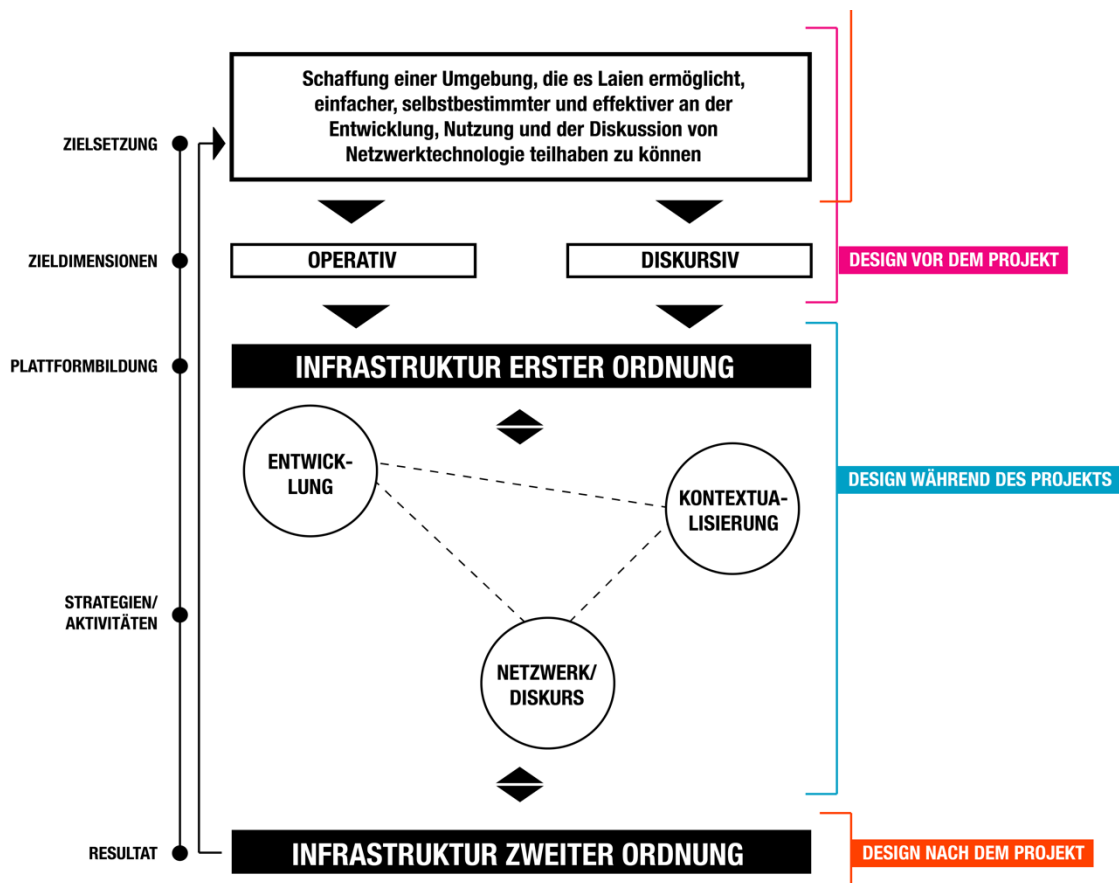 Schaffung einer Umgebung, die es Laien ermöglicht,
einfacher, selbstbestimmter und effektiver an der
Entwicklung, Nutzung und der Diskussion von
Netzwerktechnologie teilhaben zu können
ZIELSETZUNG
ZIELDIMENSIONEN
OPERATIV
DISKURSIV
DESIGN VOR DEM PROJEKT
PLATTFORMBILDUNG
INFRASTRUKTUR ERSTER ORDNUNG
ENTWICK-
LUNG
KONTEXTUA-
LISIERUNG
DESIGN WÄHREND DES PROJEKTS
STRATEGIEN/
AKTIVITÄTEN
NETZWERK/
DISKURS
RESULTAT
INFRASTRUKTUR ZWEITER ORDNUNG
DESIGN NACH DEM PROJEKT